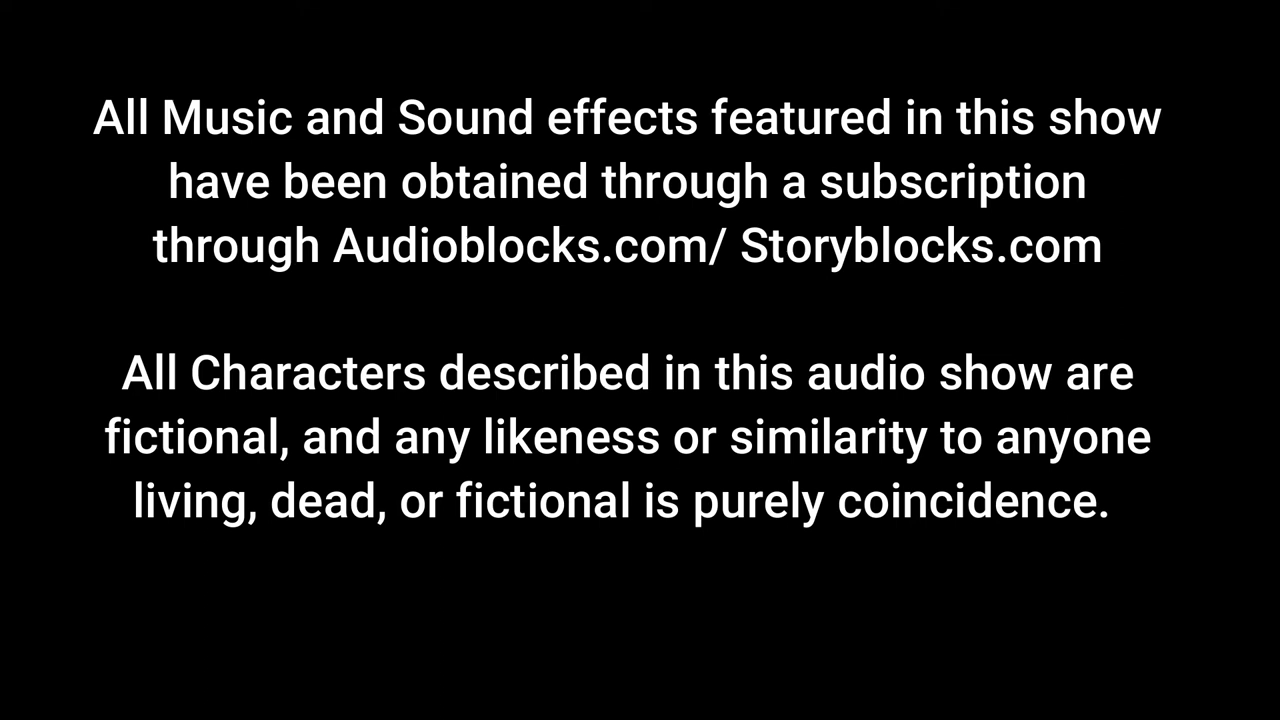 All Music and Sound effects featured in this show
have been obtained through a subscription
through Audioblocks.com/ Storyblocks.com
All Characters described in this audio show are
fictional, and any likeness or similarity to anyone
living, dead, or fictional is purely coincidence.